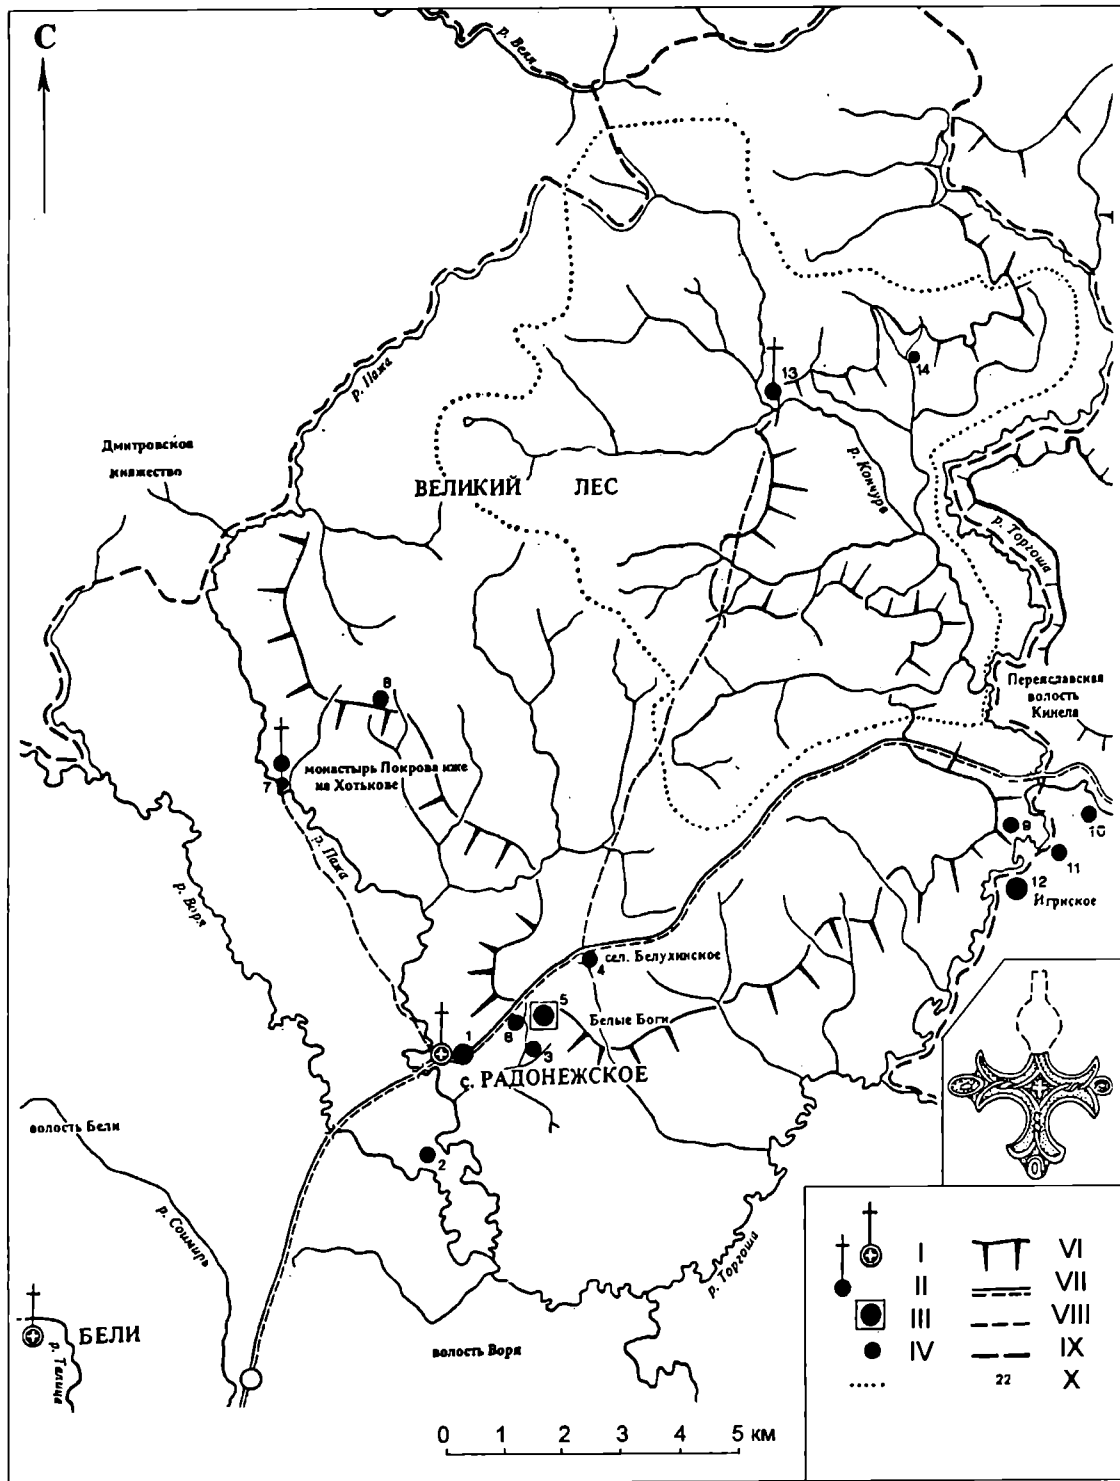 С
р. Веля
р. Пажа
13
14
Дмитровское
княжество
ВЕЛИКИЙ ЛЕС
р. Кончура
р. Торгоша
8
Переяславская
волость
Кинела
монастырь Покрова иже
на Хотькове
7
р. Пажа
9
10
11
12
Игриское
р. Воря
сел. Белухинское
4
5
Белые Боги
6
1
3
с. РАДОНЕЖСКОЕ
волость Бели
2
р. Соимирь
р. Торгоша
I VI
II VII
III VIII
IV IX
22 X
БЕЛИ
р. Талица
волость Воря
0 1 2 3 4 5 км